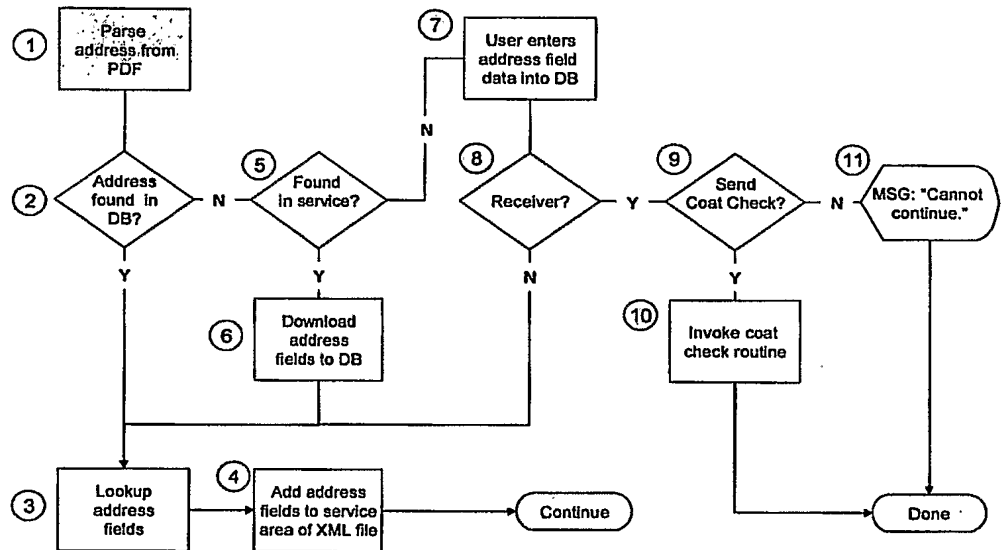 1
Parse
address from
PDF
2
Address
found in
DB?
N
Y
5
Found
in service?
N
Y
6
Download
address
fields to DB
7
User enters
address field
data into DB
8
Receiver?
Y
N
9
Send
Coat Check?
N
Y
10
Invoke coat
check routine
11
MSG: "Cannot
continue."
3
Lookup
address
fields
4
Add address
fields to service
area of XML file
Continue
Done